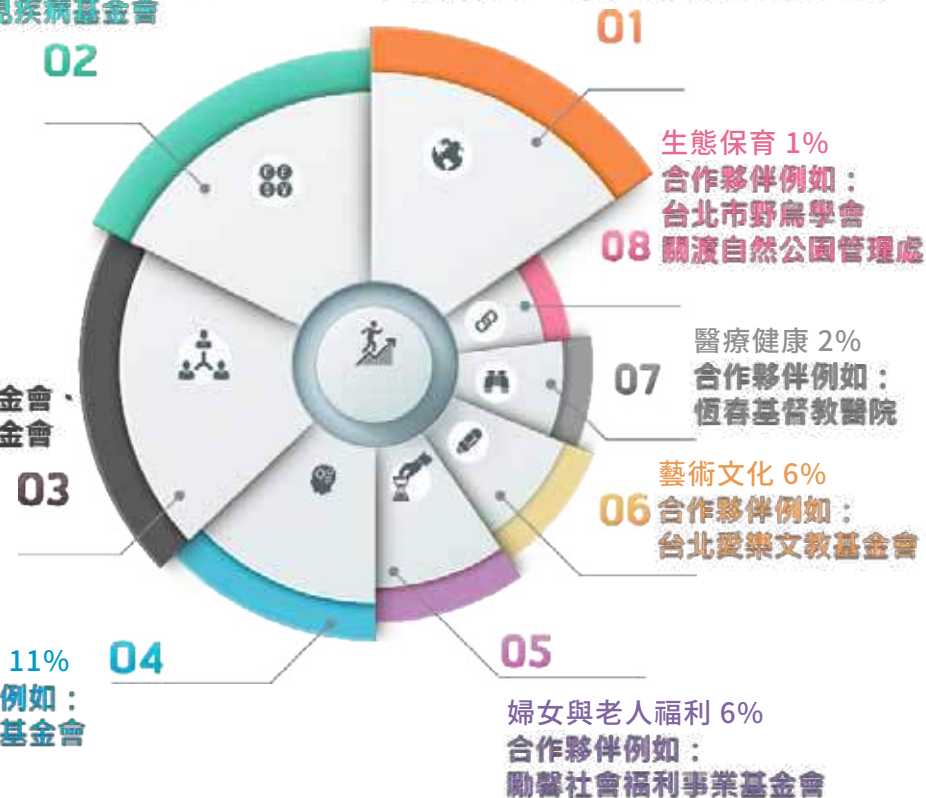 見疾病基金會
02
01
生態保育 1%
合作夥伴例如：
台北市野鳥學會
08 關渡自然公園管理處
醫療健康 2%
07 合作夥伴例如：
恆春基督教醫院
金會、
金會
03
藝術文化 6%
06 合作夥伴例如：
台北愛樂文教基金會
11% 04
例如：
基金會
05
婦女與老人福利 6%
合作夥伴例如：
勵馨社會福利事業基金會